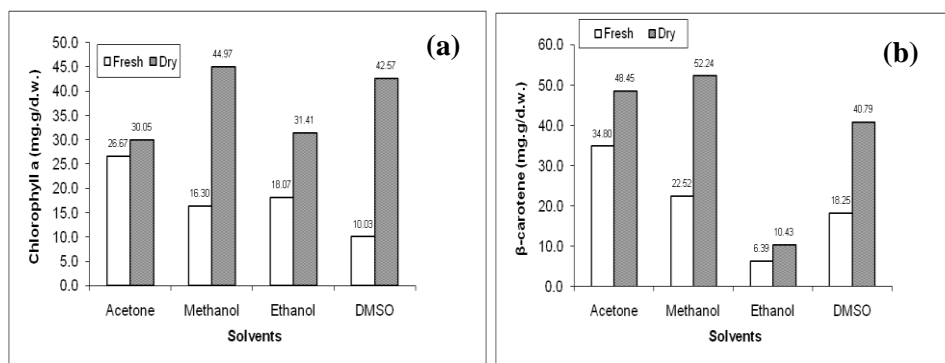 (a)
Fresh Dry
Chlorophyll a (mg.g/d.w.)
50.0
45.0
40.0
35.0
30.0
25.0
20.0
15.0
10.0
5.0
0.0
26.67 30.05 16.30 44.97 18.07 31.41 10.03 42.57
Acetone Methanol Ethanol DMSO
Solvents
(b)
Fresh Dry
β-carotene (mg.g/d.w.)
60.0
50.0
40.0
30.0
20.0
10.0
0.0
34.80 48.45 22.52 52.24 6.39 10.43 18.25 40.79
Acetone Methanol Ethanol DMSO
Solvents